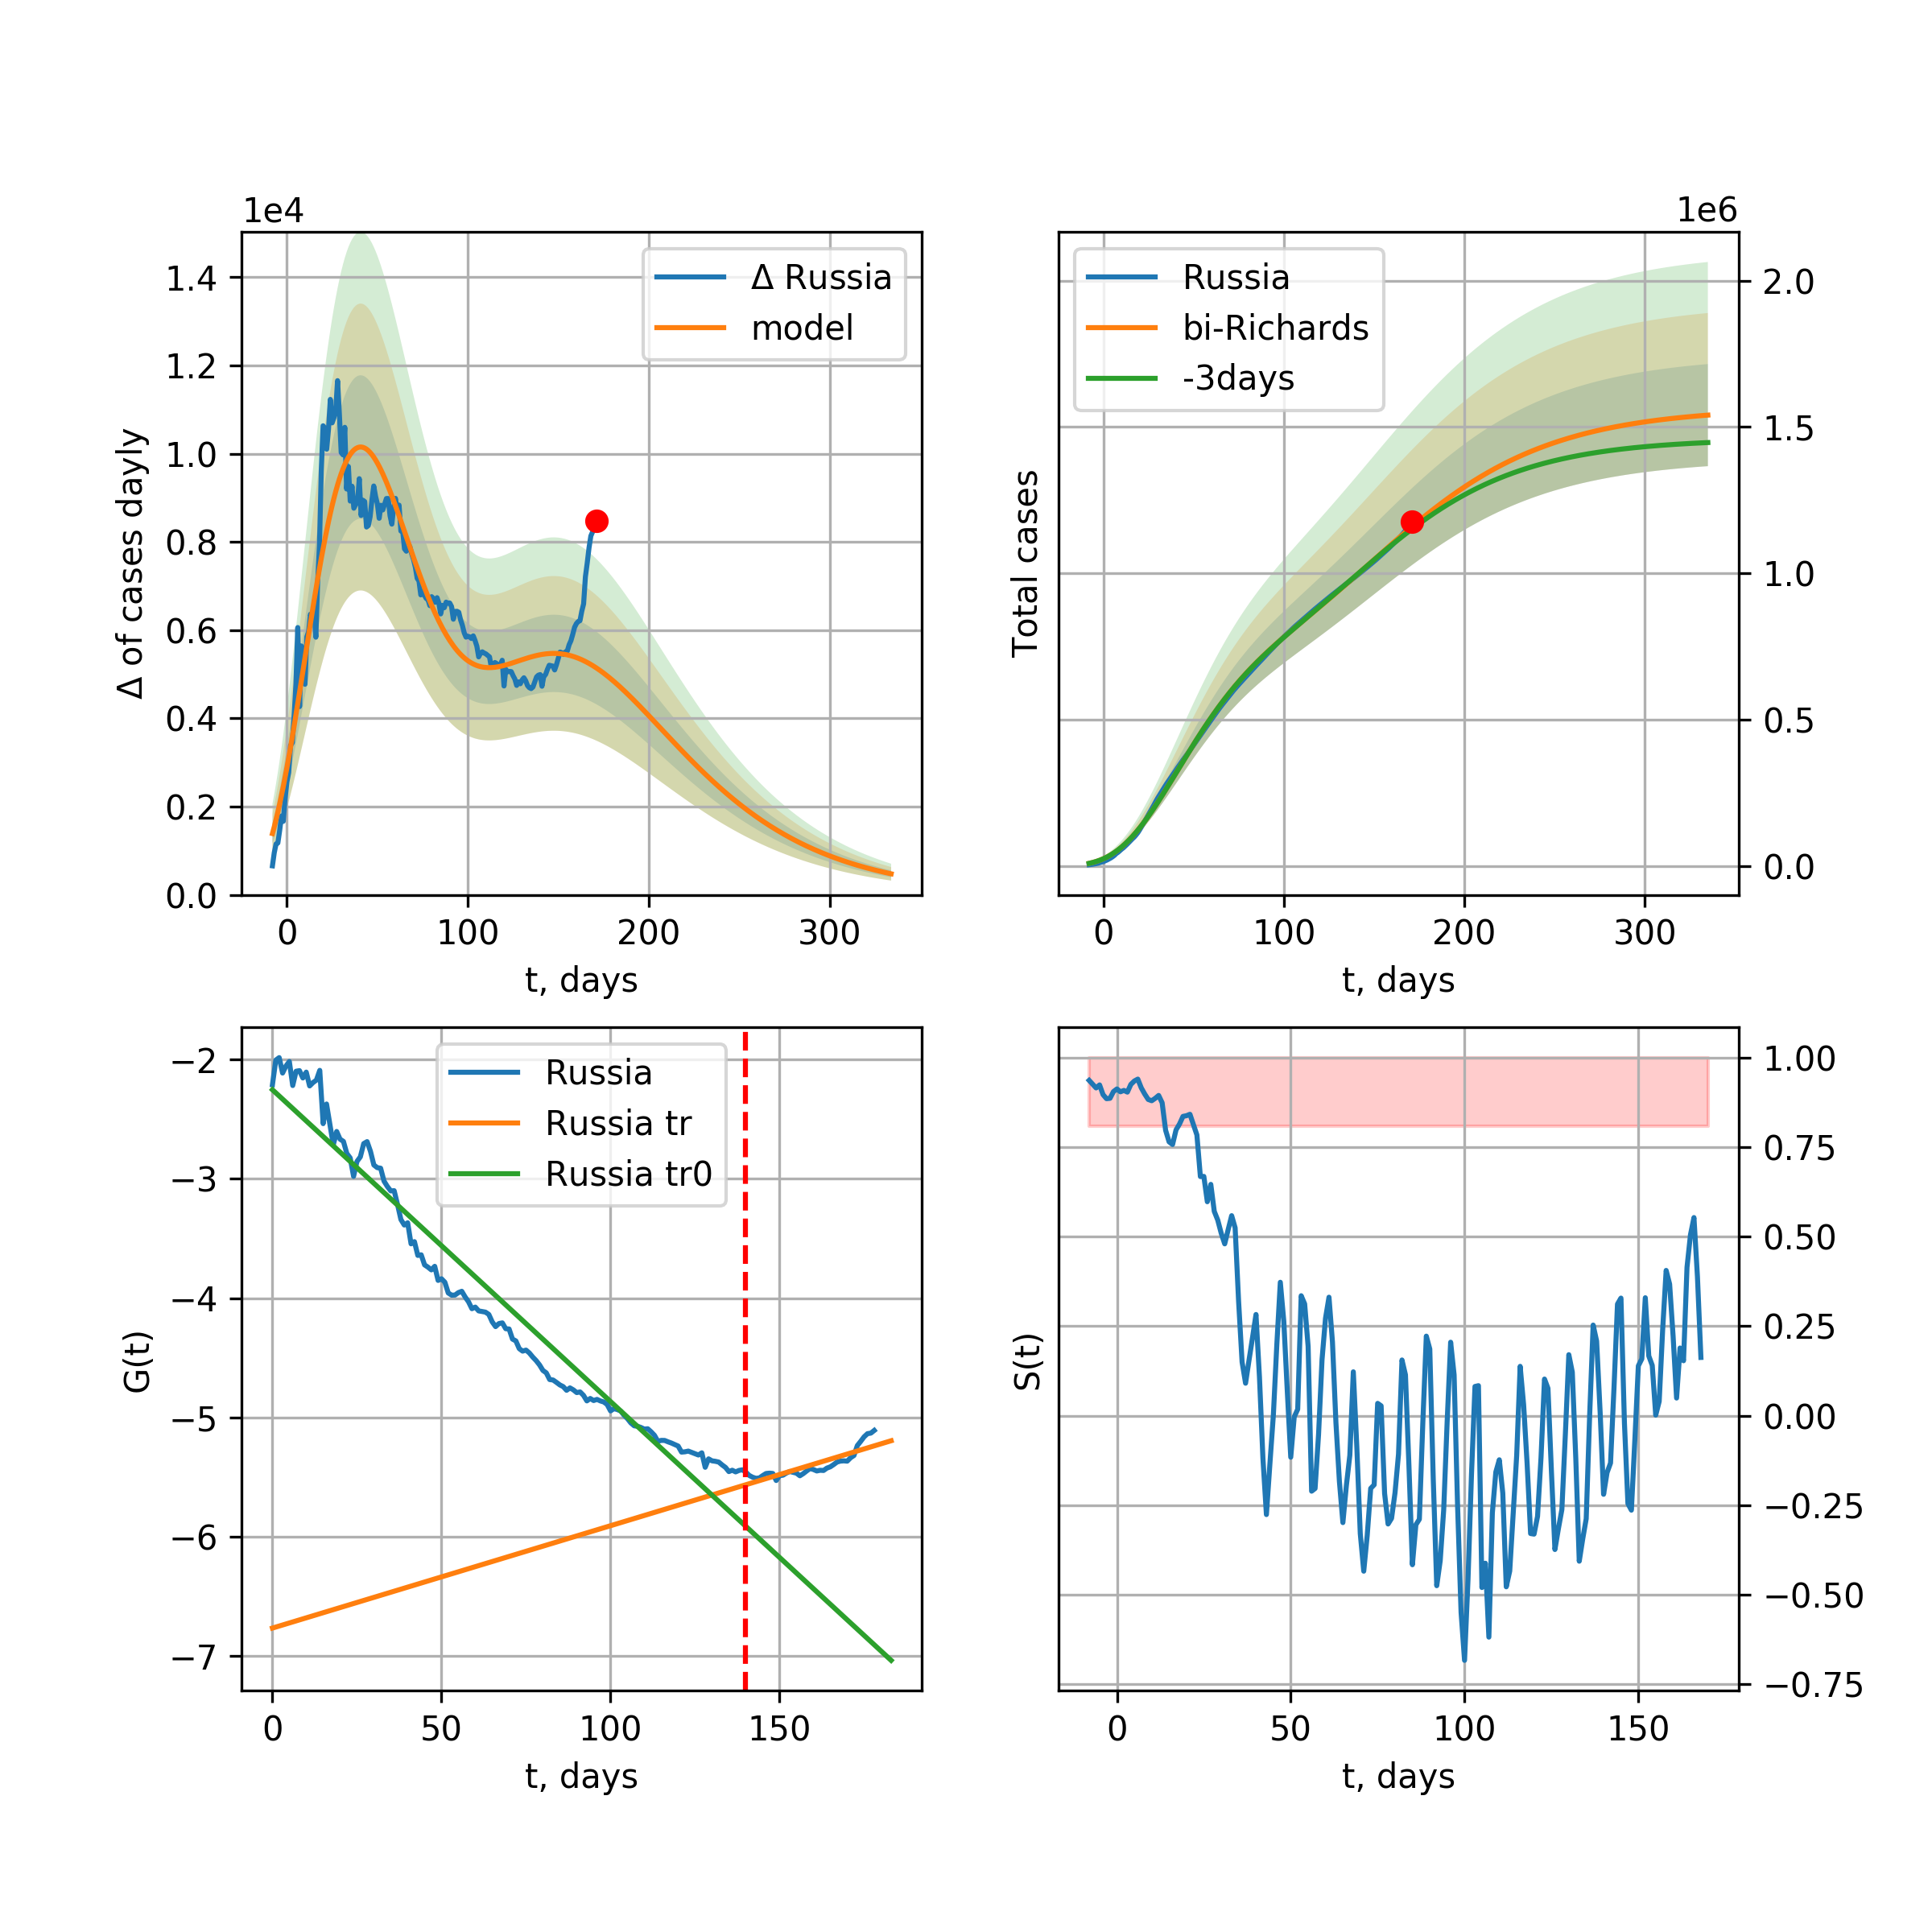 1e4
1.4
1.2
1.0
0.8
0.6
0.4
0.2
0.0
Δ of cases dayly
Δ Russia
model
0 100 200 300
t, days
1e6
2.0
1.5
1.0
0.5
0.0
Total cases
Russia
bi-Richards
-3days
0 100 200 300
t, days
−2
−3
−4
−5
−6
−7
G(t)
Russia
Russia tr
Russia tr0
0 50 100 150
t, days
1.00
0.75
0.50
0.25
0.00
−0.25
−0.50
−0.75
S(t)
0 50 100 150
t, days